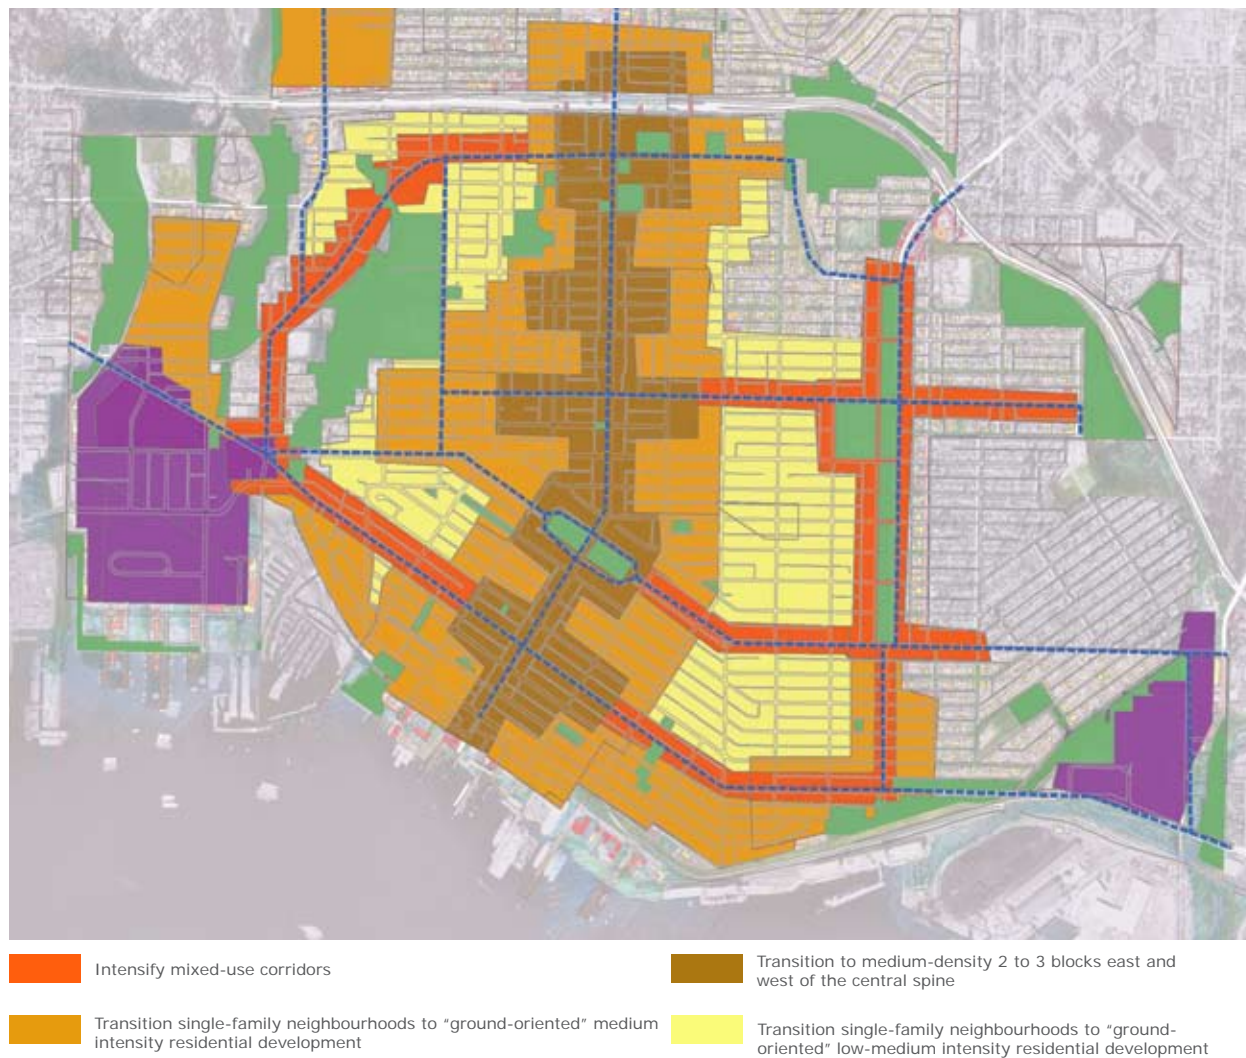 Intensify mixed-use corridors
Transition to medium-density 2 to 3 blocks east and
west of the central spine
Transition single-family neighbourhoods to “ground-oriented” medium
intensity residential development
Transition single-family neighbourhoods to “ground-
oriented” low-medium intensity residential development